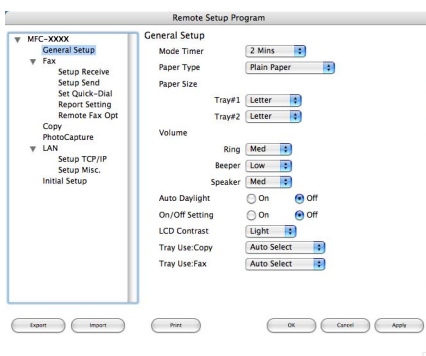 Remote Setup Program
MFC-XXXX
General Setup
Fax
Setup Receive
Setup Send
Set Quick-Dial
Report Setting
Remote Fax Opt
Copy
PhotoCapture
LAN
Setup TCP/IP
Setup Misc.
Initial Setup
General Setup
Mode Timer 2 Mins
Paper Type Plain Paper
Paper Size
Tray#1 Letter
Tray#2 Letter
Volume
Ring Med
Beeper Low
Speaker Med
Auto Daylight On Off
On/Off Setting On Off
LCD Contrast Light
Tray Use:Copy Auto Select
Tray Use:Fax Auto Select
Export Import Print OK Cancel Apply